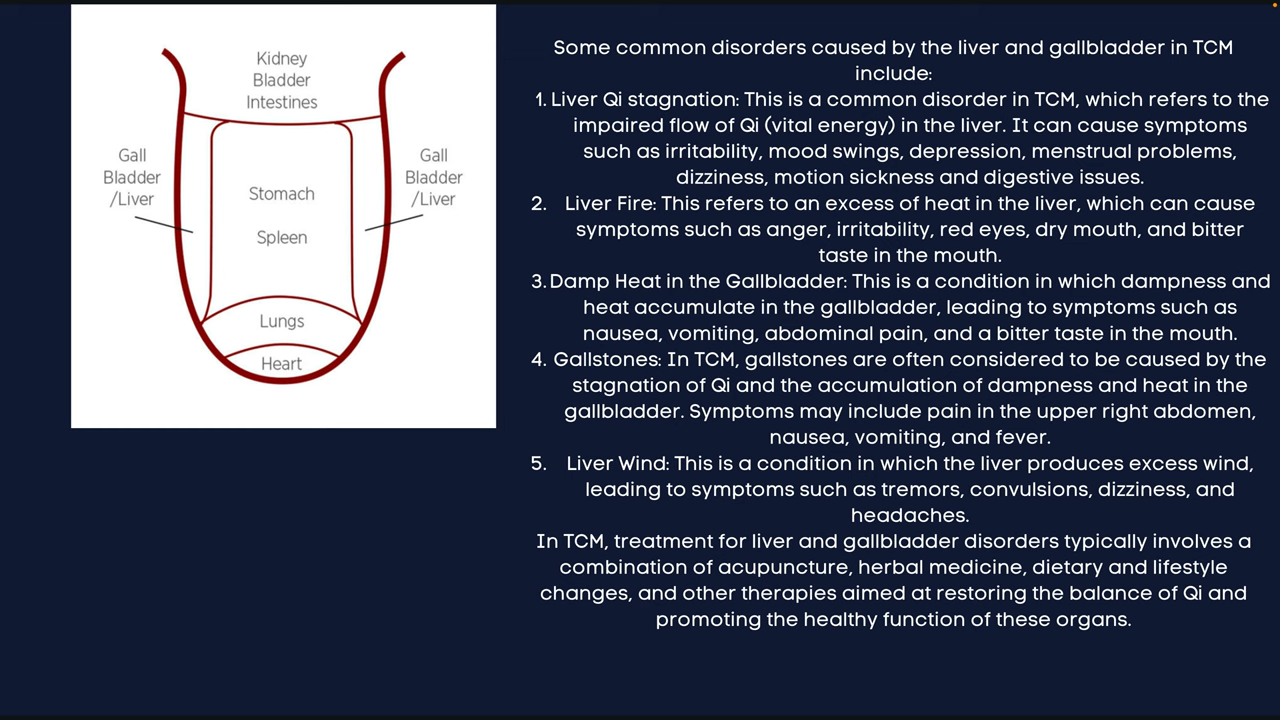 Kidney
Bladder
Intestines
Gall
Bladder
/Liver
Stomach
Spleen
Gall
Bladder
/Liver
Lungs
Heart
Some common disorders caused by the liver and gallbladder in TCM
include:
1. Liver Qi stagnation: This is a common disorder in TCM, which refers to the
impaired flow of Qi (vital energy) in the liver. It can cause symptoms
such as irritability, mood swings, depression, menstrual problems,
dizziness, motion sickness and digestive issues.
2. Liver Fire: This refers to an excess of heat in the liver, which can cause
symptoms such as anger, irritability, red eyes, dry mouth, and bitter
taste in the mouth.
3. Damp Heat in the Gallbladder: This is a condition in which dampness and
heat accumulate in the gallbladder, leading to symptoms such as
nausea, vomiting, abdominal pain, and a bitter taste in the mouth.
4. Gallstones: In TCM, gallstones are often considered to be caused by the
stagnation of Qi and the accumulation of dampness and heat in the
gallbladder. Symptoms may include pain in the upper right abdomen,
nausea, vomiting, and fever.
5. Liver Wind: This is a condition in which the liver produces excess wind,
leading to symptoms such as tremors, convulsions, dizziness, and
headaches.
In TCM, treatment for liver and gallbladder disorders typically involves a
combination of acupuncture, herbal medicine, dietary and lifestyle
changes, and other therapies aimed at restoring the balance of Qi and
promoting the healthy function of these organs.